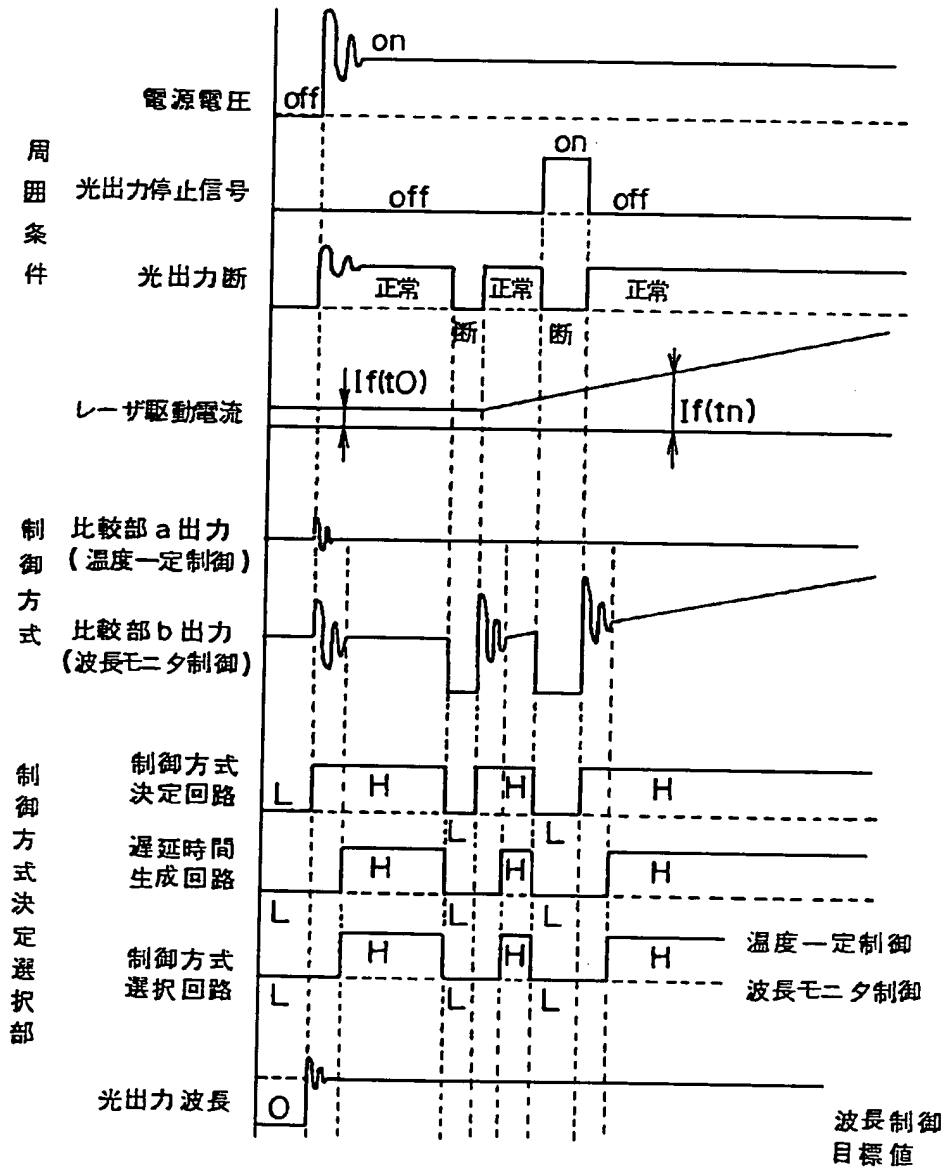 on
電源電圧
off
on
光出力停止信号
off
off
光出力断
正常
正常
正常
断
断
周囲条件
レーザ駆動電流
If(t0)
If(tn)
比較部a出力
(温度一定制御)
比較部b出力
(波長モニタ制御)
制御方式
制御方式
決定回路
L
H
L
H
L
H
遅延時間
生成回路
L
H
L
H
L
H
制御方式
選択回路
L
H
L
H
L
H
温度一定制御
波長モニタ制御
制御方式決定選択部
光出力波長
0
波長制御
目標値